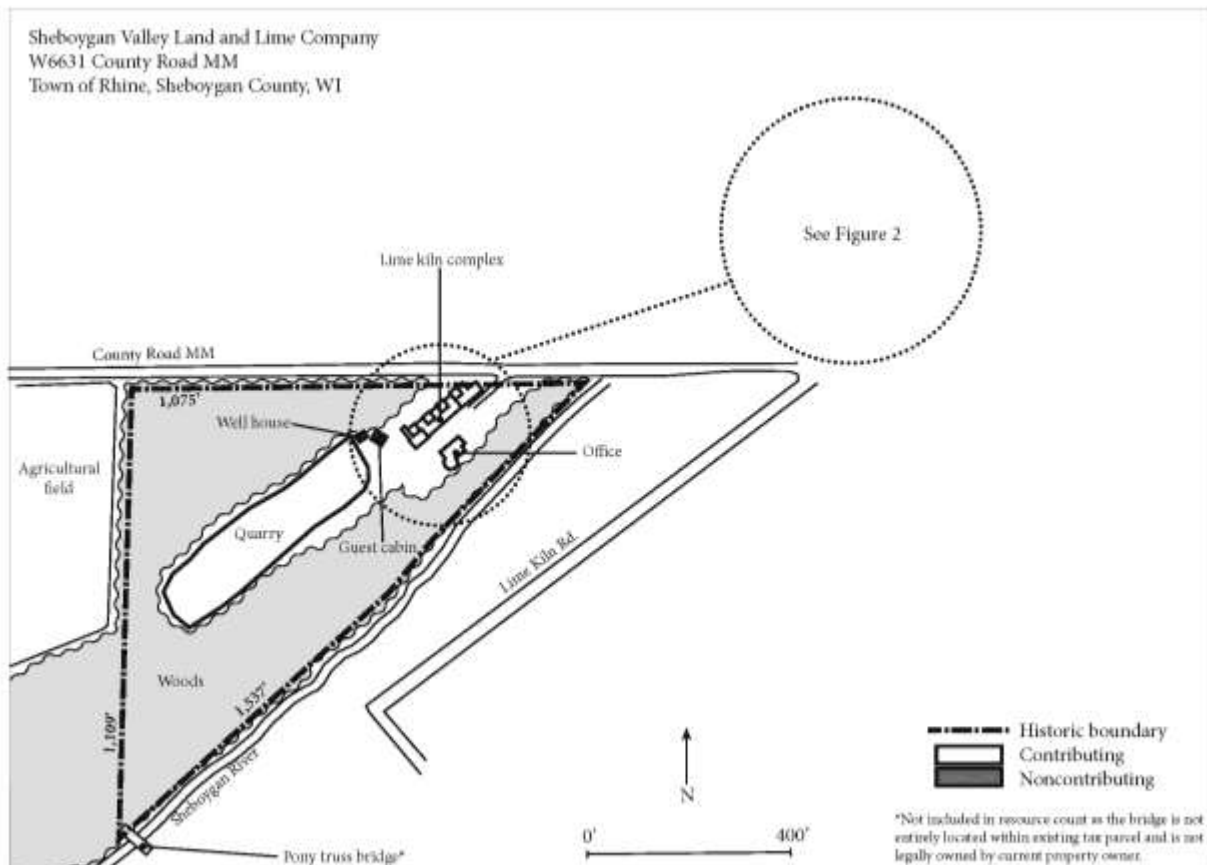 Sheboygan Valley Land and Lime Company
W6631 County Road MM
Town of Rhine, Sheboygan County, WI
See Figure 2
Lime kiln complex
County Road MM
1,075'
Well house
Office
Agricultural
field
Quarry
Guest cabin
Lime Kiln Rd.
Woods
1,537'
1,109'
Sheboygan River
Historic boundary
Contributing
Noncontributing
N
0'
400'
*Not included in resource count as the bridge is not
entirely located within existing tax parcel and is not
legally owned by current property owner.
Pony truss bridge*